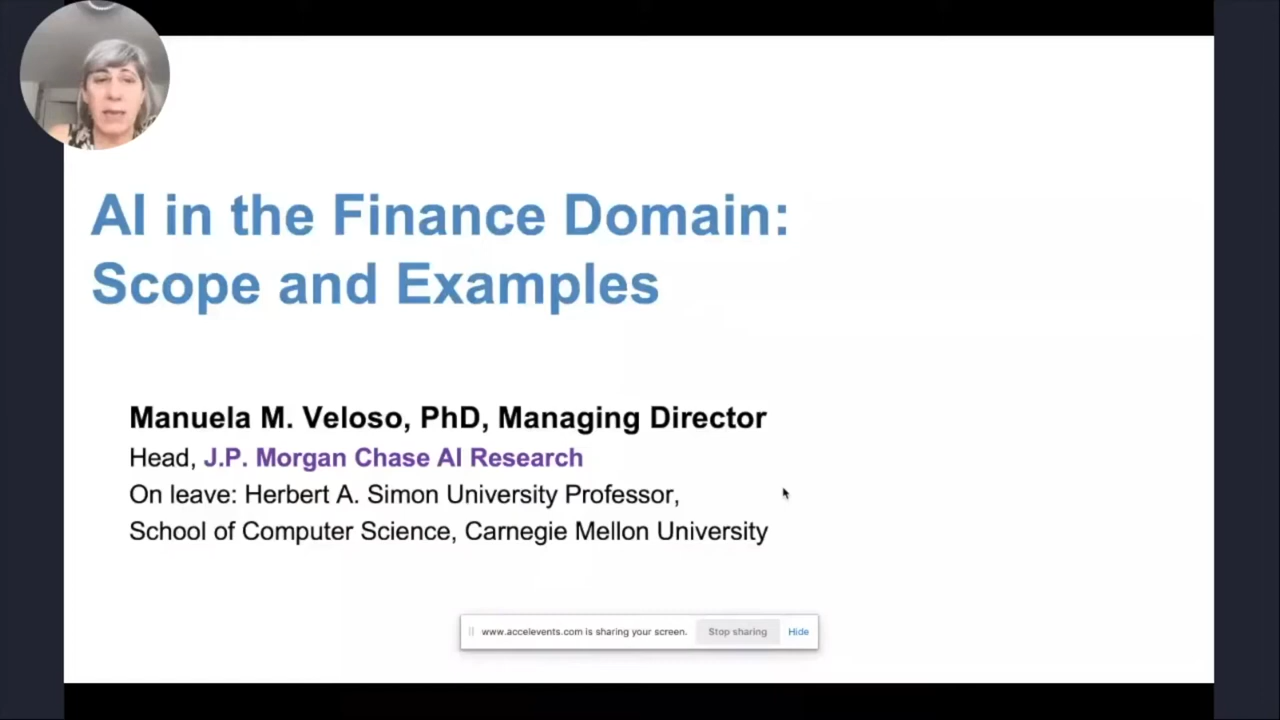 AI in the Finance Domain:
Scope and Examples
Manuela M. Veloso, PhD, Managing Director
Head, J.P. Morgan Chase AI Research
On leave: Herbert A. Simon University Professor,
School of Computer Science, Carnegie Mellon University
www.accelevents.com is sharing your screen. Stop sharing Hide